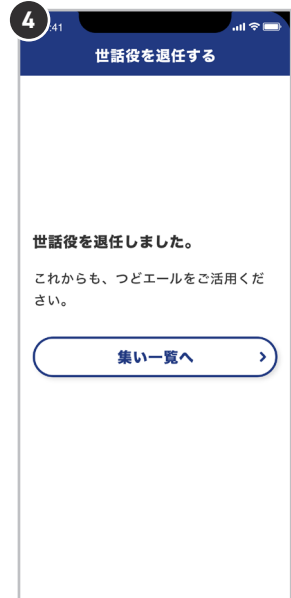 4
:41
世話役を退任する
世話役を退任しました。
これからも、つどエールをご活用くだ
さい。
集い一覧へ